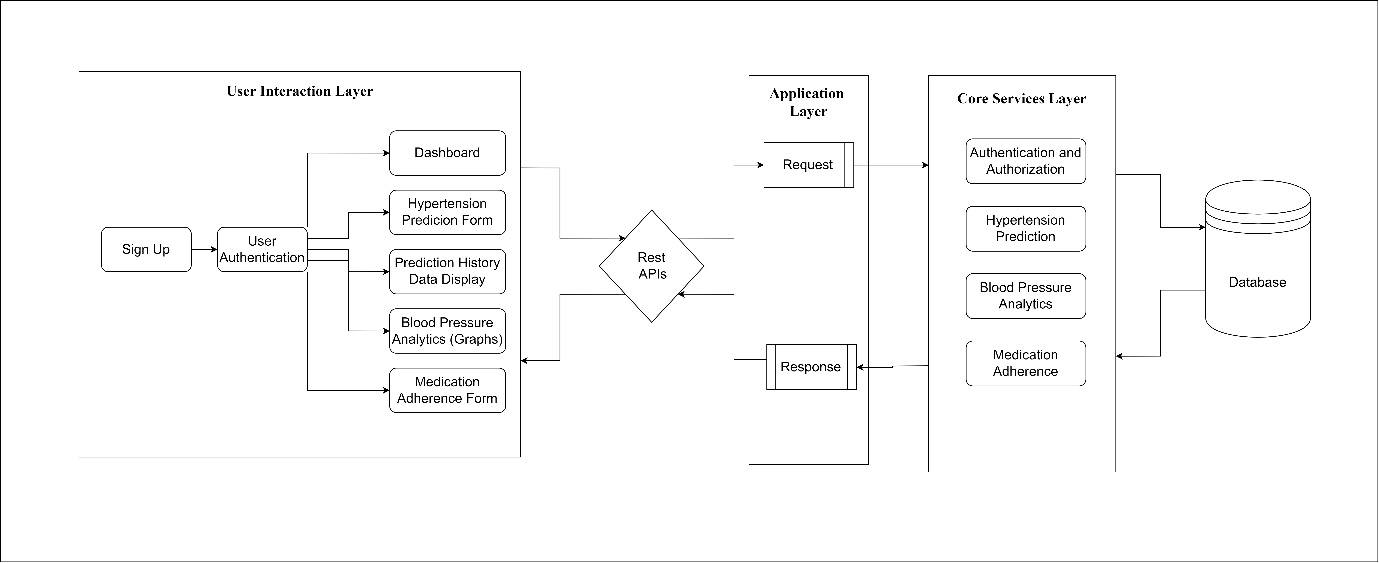 User Interaction Layer
Dashboard
Hypertension
Predicion Form
Sign Up
User
Authentication
Prediction History
Data Display
Blood Pressure
Analytics (Graphs)
Medication
Adherence Form
Rest
APIs
Application
Layer
Request
Response
Core Services Layer
Authentication and
Authorization
Hypertension
Prediction
Blood Pressure
Analytics
Medication
Adherence
Database